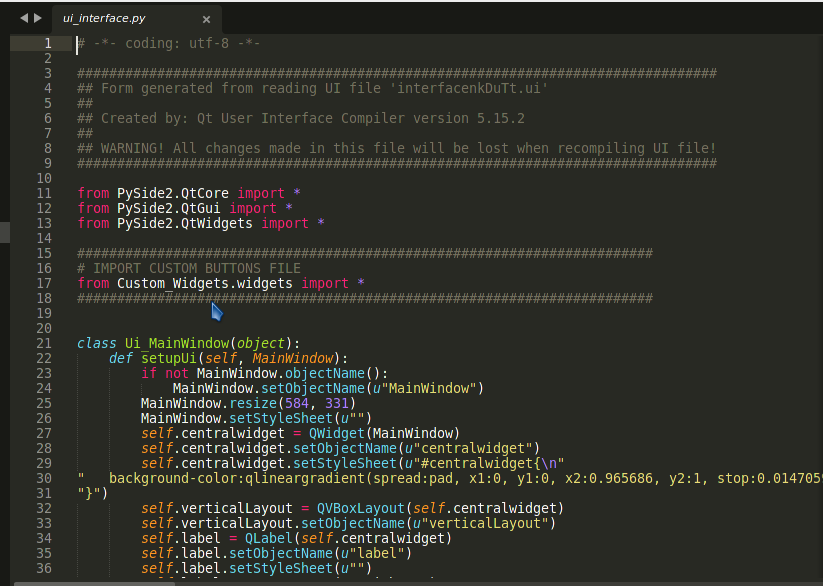 ui_interface.py ×
1 # -*- coding: utf-8 -*-
2
3 ################################################################################
4 ## Form generated from reading UI file 'interfacenkDuTt.ui'
5 ##
6 ## Created by: Qt User Interface Compiler version 5.15.2
7 ##
8 ## WARNING! All changes made in this file will be lost when recompiling UI file!
9 ################################################################################
10
11 from PySide2.QtCore import *
12 from PySide2.QtGui import *
13 from PySide2.QtWidgets import *
14
15 ########################################################################
16 # IMPORT CUSTOM BUTTONS FILE
17 from Custom_Widgets.widgets import *
18 ########################################################################
19
20
21 class Ui_MainWindow(object):
22     def setupUi(self, MainWindow):
23         if not MainWindow.objectName():
24             MainWindow.setObjectName(u"MainWindow")
25         MainWindow.resize(584, 331)
26         MainWindow.setStyleSheet(u"")
27         self.centralwidget = QWidget(MainWindow)
28         self.centralwidget.setObjectName(u"centralwidget")
29         self.centralwidget.setStyleSheet(u"#centralwidget{\n"
30 "   background-color:qlineargradient(spread:pad, x1:0, y1:0, x2:0.965686, y2:1, stop:0.014705
31 "}")
32         self.verticalLayout = QVBoxLayout(self.centralwidget)
33         self.verticalLayout.setObjectName(u"verticalLayout")
34         self.label = QLabel(self.centralwidget)
35         self.label.setObjectName(u"label")
36         self.label.setStyleSheet(u"")